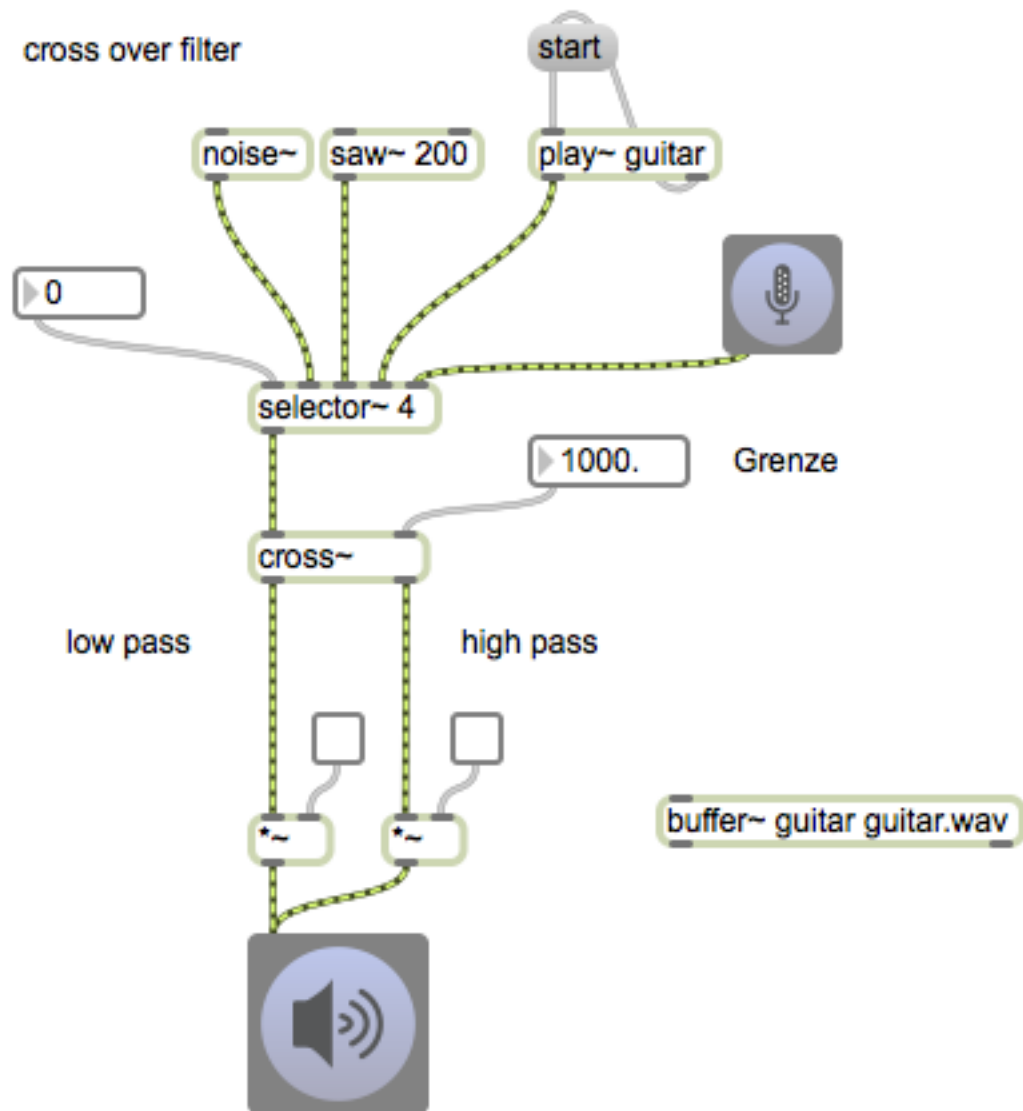 cross over filter
start
noise~
saw~ 200
play~ guitar
0
selector~ 4
1000.
Grenze
cross~
low pass
high pass
*~
*~
buffer~ guitar guitar.wav